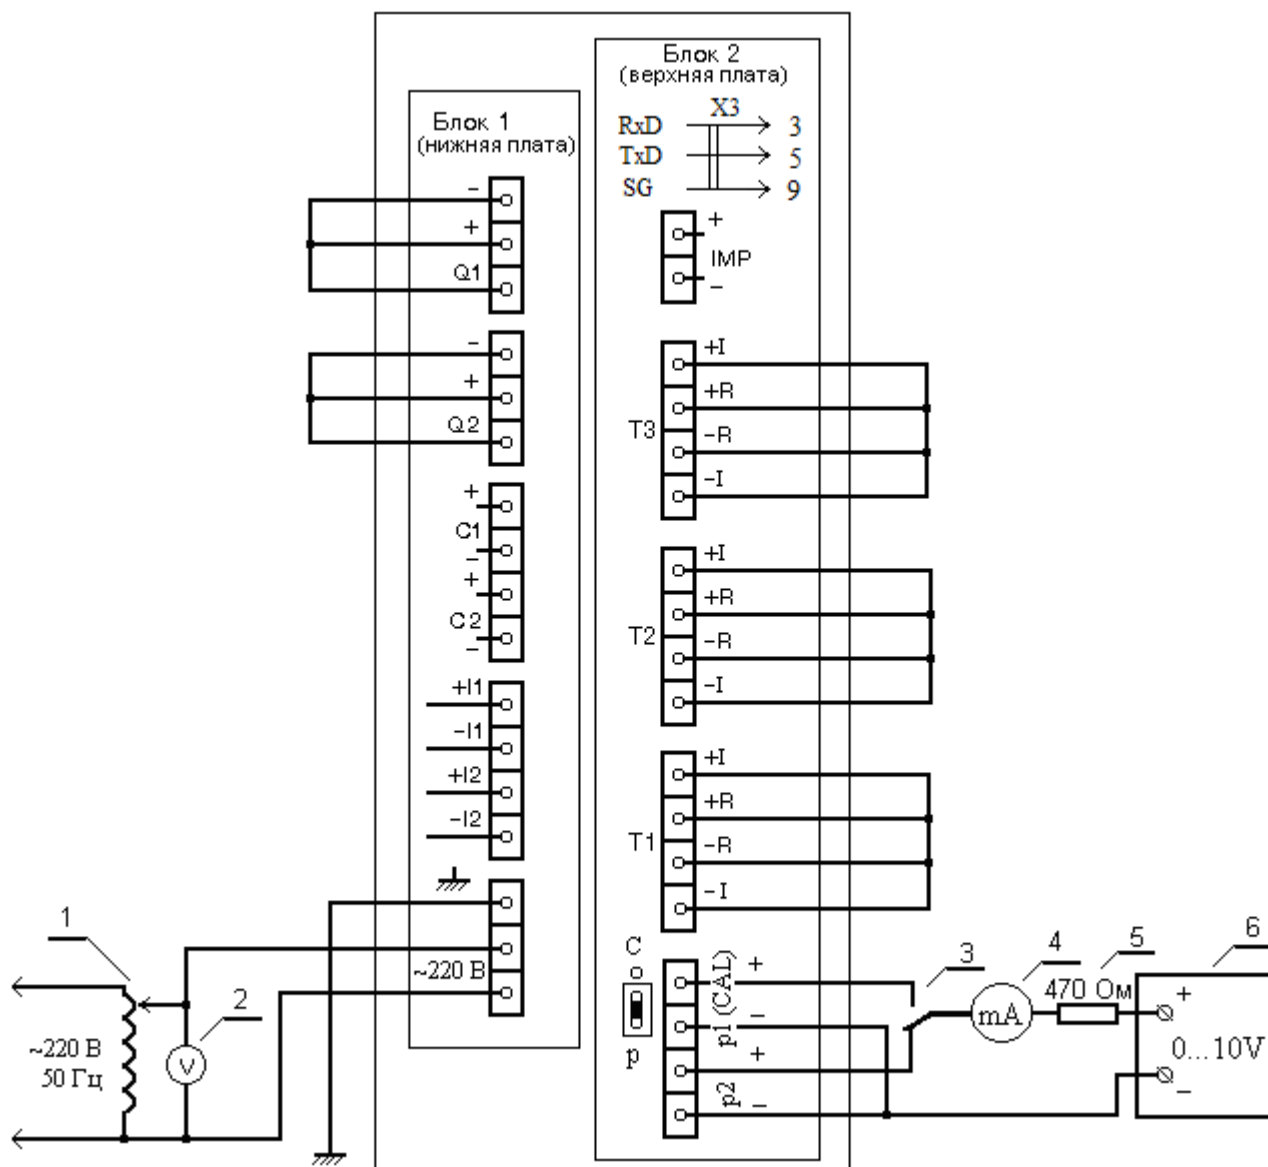 Блок 2
(верхняя плата)
X3
RxD 3
TxD 5
SG 9
Блок 1
(нижняя плата)
−
+
Q1
−
+
Q2
+
C1
−
+
C2
−
+I1
−I1
+I2
−I2
~220 В
+
IMP
−
+I
+R
T3
−R
−I
+I
+R
T2
−R
−I
+I
+R
T1
−R
−I
C
p
+
p1 (CAL)
−
+
p2
−
1
2
V
~220 В
50 Гц
3
4
5
6
mA
470 Ом
+
0...10V
−